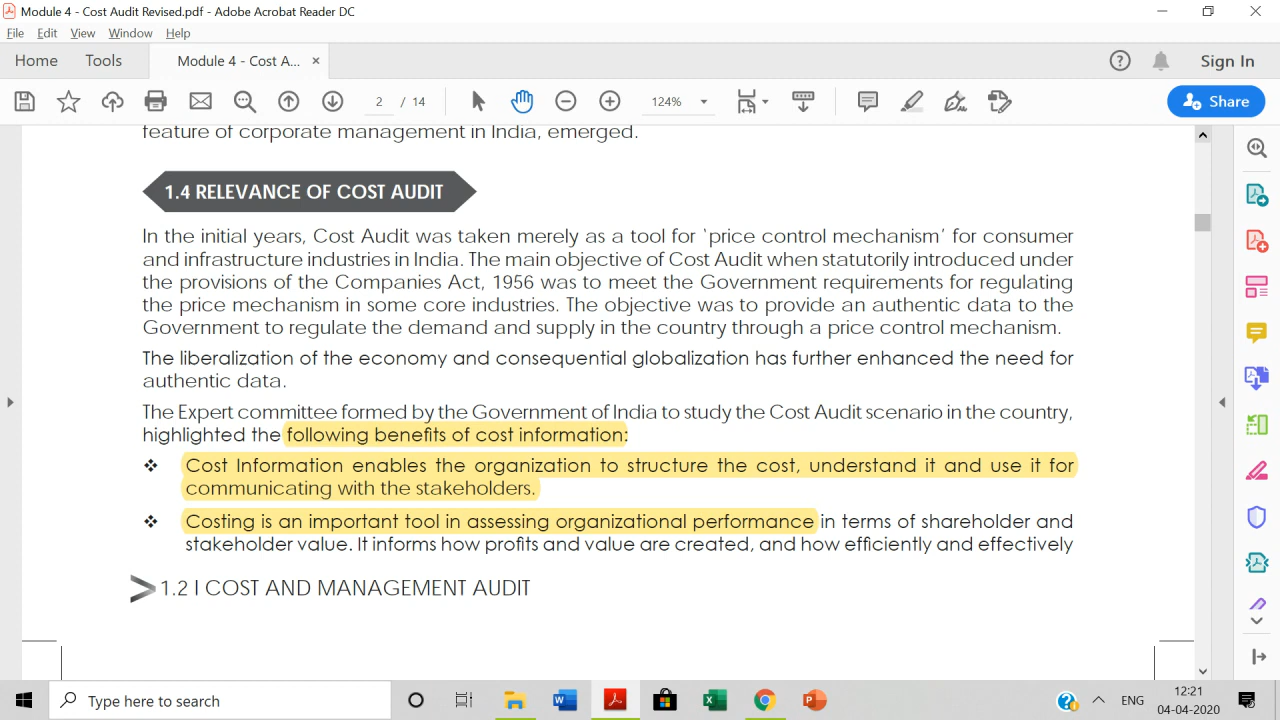 Module 4 - Cost Audit Revised.pdf - Adobe Acrobat Reader DC
File Edit View Window Help
Home Tools Module 4 - Cost A... × Sign In
2 / 14 124% Share
feature of corporate management in India, emerged.
1.4 RELEVANCE OF COST AUDIT
In the initial years, Cost Audit was taken merely as a tool for ‘price control mechanism’ for consumer
and infrastructure industries in India. The main objective of Cost Audit when statutorily introduced under
the provisions of the Companies Act, 1956 was to meet the Government requirements for regulating
the price mechanism in some core industries. The objective was to provide an authentic data to the
Government to regulate the demand and supply in the country through a price control mechanism.
The liberalization of the economy and consequential globalization has further enhanced the need for
authentic data.
The Expert committee formed by the Government of India to study the Cost Audit scenario in the country,
highlighted the following benefits of cost information:
❖ Cost Information enables the organization to structure the cost, understand it and use it for
communicating with the stakeholders.
❖ Costing is an important tool in assessing organizational performance in terms of shareholder and
stakeholder value. It informs how profits and value are created, and how efficiently and effectively
1.2 I COST AND MANAGEMENT AUDIT
Type here to search
ENG
12:21
04-04-2020